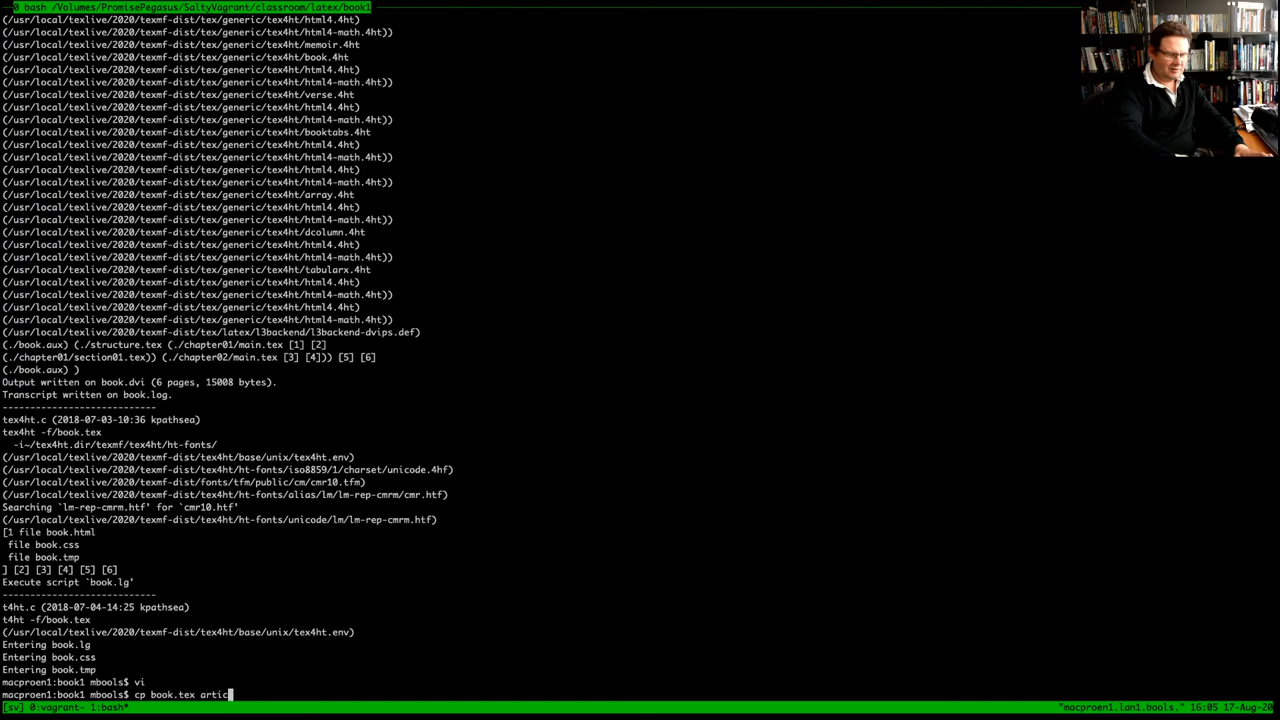 0 bash /Volumes/PromisePegasus/SaltyVagrant/classroom/latex/book1
(/usr/local/texlive/2020/texmf-dist/tex/generic/tex4ht/html4.4ht)
(/usr/local/texlive/2020/texmf-dist/tex/generic/tex4ht/html4-math.4ht))
(/usr/local/texlive/2020/texmf-dist/tex/generic/tex4ht/memoir.4ht
(/usr/local/texlive/2020/texmf-dist/tex/generic/tex4ht/book.4ht
(/usr/local/texlive/2020/texmf-dist/tex/generic/tex4ht/html4.4ht)
(/usr/local/texlive/2020/texmf-dist/tex/generic/tex4ht/html4-math.4ht))
(/usr/local/texlive/2020/texmf-dist/tex/generic/tex4ht/verse.4ht
(/usr/local/texlive/2020/texmf-dist/tex/generic/tex4ht/html4.4ht)
(/usr/local/texlive/2020/texmf-dist/tex/generic/tex4ht/html4-math.4ht))
(/usr/local/texlive/2020/texmf-dist/tex/generic/tex4ht/booktabs.4ht
(/usr/local/texlive/2020/texmf-dist/tex/generic/tex4ht/html4.4ht)
(/usr/local/texlive/2020/texmf-dist/tex/generic/tex4ht/html4-math.4ht))
(/usr/local/texlive/2020/texmf-dist/tex/generic/tex4ht/html4.4ht)
(/usr/local/texlive/2020/texmf-dist/tex/generic/tex4ht/html4-math.4ht))
(/usr/local/texlive/2020/texmf-dist/tex/generic/tex4ht/array.4ht
(/usr/local/texlive/2020/texmf-dist/tex/generic/tex4ht/html4.4ht)
(/usr/local/texlive/2020/texmf-dist/tex/generic/tex4ht/html4-math.4ht))
(/usr/local/texlive/2020/texmf-dist/tex/generic/tex4ht/dcolumn.4ht
(/usr/local/texlive/2020/texmf-dist/tex/generic/tex4ht/html4.4ht)
(/usr/local/texlive/2020/texmf-dist/tex/generic/tex4ht/html4-math.4ht))
(/usr/local/texlive/2020/texmf-dist/tex/generic/tex4ht/tabularx.4ht
(/usr/local/texlive/2020/texmf-dist/tex/generic/tex4ht/html4.4ht)
(/usr/local/texlive/2020/texmf-dist/tex/generic/tex4ht/html4-math.4ht))
(/usr/local/texlive/2020/texmf-dist/tex/generic/tex4ht/html4.4ht)
(/usr/local/texlive/2020/texmf-dist/tex/generic/tex4ht/html4-math.4ht))
(/usr/local/texlive/2020/texmf-dist/tex/latex/l3backend/l3backend-dvips.def)
(./book.aux) (./structure.tex (./chapter01/main.tex [1] [2]
(./chapter01/section01.tex)) (./chapter02/main.tex [3] [4])) [5] [6]
(./book.aux) )
Output written on book.dvi (6 pages, 15008 bytes).
Transcript written on book.log.
----------------------------
tex4ht.c (2018-07-03-10:36 kpathsea)
tex4ht -f/book.tex
-i~/tex4ht.dir/texmf/tex4ht/ht-fonts/
(/usr/local/texlive/2020/texmf-dist/tex4ht/base/unix/tex4ht.env)
(/usr/local/texlive/2020/texmf-dist/tex4ht/ht-fonts/iso8859/1/charset/unicode.4hf)
(/usr/local/texlive/2020/texmf-dist/fonts/tfm/public/cm/cmr10.tfm)
(/usr/local/texlive/2020/texmf-dist/tex4ht/ht-fonts/alias/lm/lm-rep-cmrm/cmr.htf)
Searching `lm-rep-cmrm.htf' for `cmr10.htf'
(/usr/local/texlive/2020/texmf-dist/tex4ht/ht-fonts/unicode/lm/lm-rep-cmrm.htf)
[1 file book.html
file book.css
file book.tmp
] [2] [3] [4] [5] [6]
Execute script `book.lg'
----------------------------
t4ht.c (2018-07-04-14:25 kpathsea)
t4ht -f/book.tex
(/usr/local/texlive/2020/texmf-dist/tex4ht/base/unix/tex4ht.env)
Entering book.lg
Entering book.css
Entering book.tmp
macproen1:book1 mbools$ vi
macproen1:book1 mbools$ cp book.tex artic
[sv] 0:vagrant- 1:bash* "macproen1.lan1.bools." 16:05 17-Aug-20